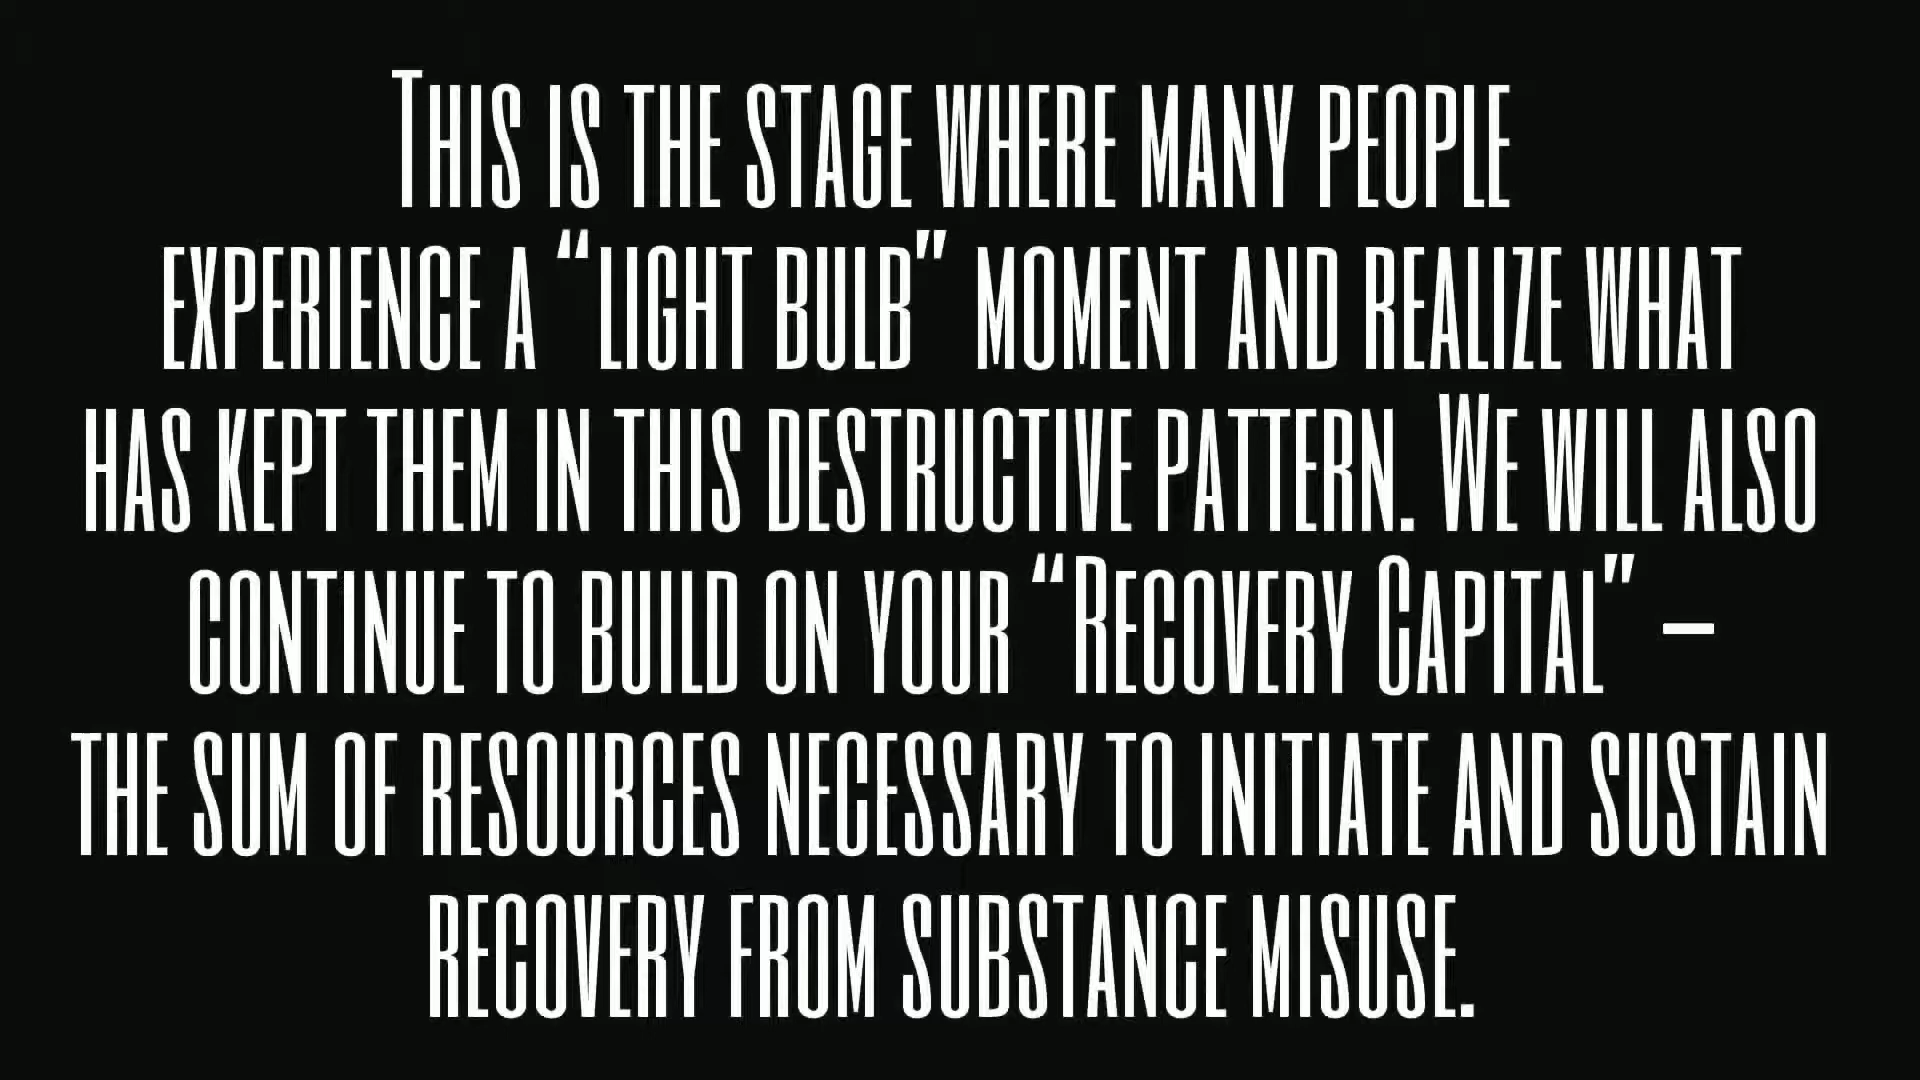 This is the stage where many people
experience a “light bulb” moment and realize what
has kept them in this destructive pattern. We will also
continue to build on your “Recovery Capital” –
the sum of resources necessary to initiate and sustain
recovery from substance misuse.